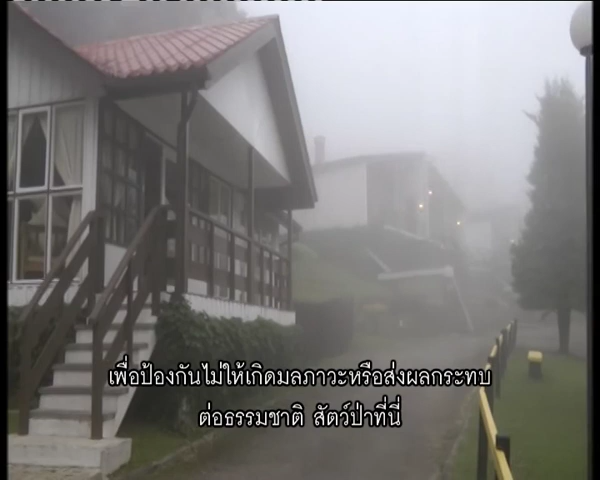 เพื่อป้องกันไม่ให้เกิดมลภาวะหรือส่งผลกระทบ
ต่อธรรมชาติ สัตว์ป่าที่นี่